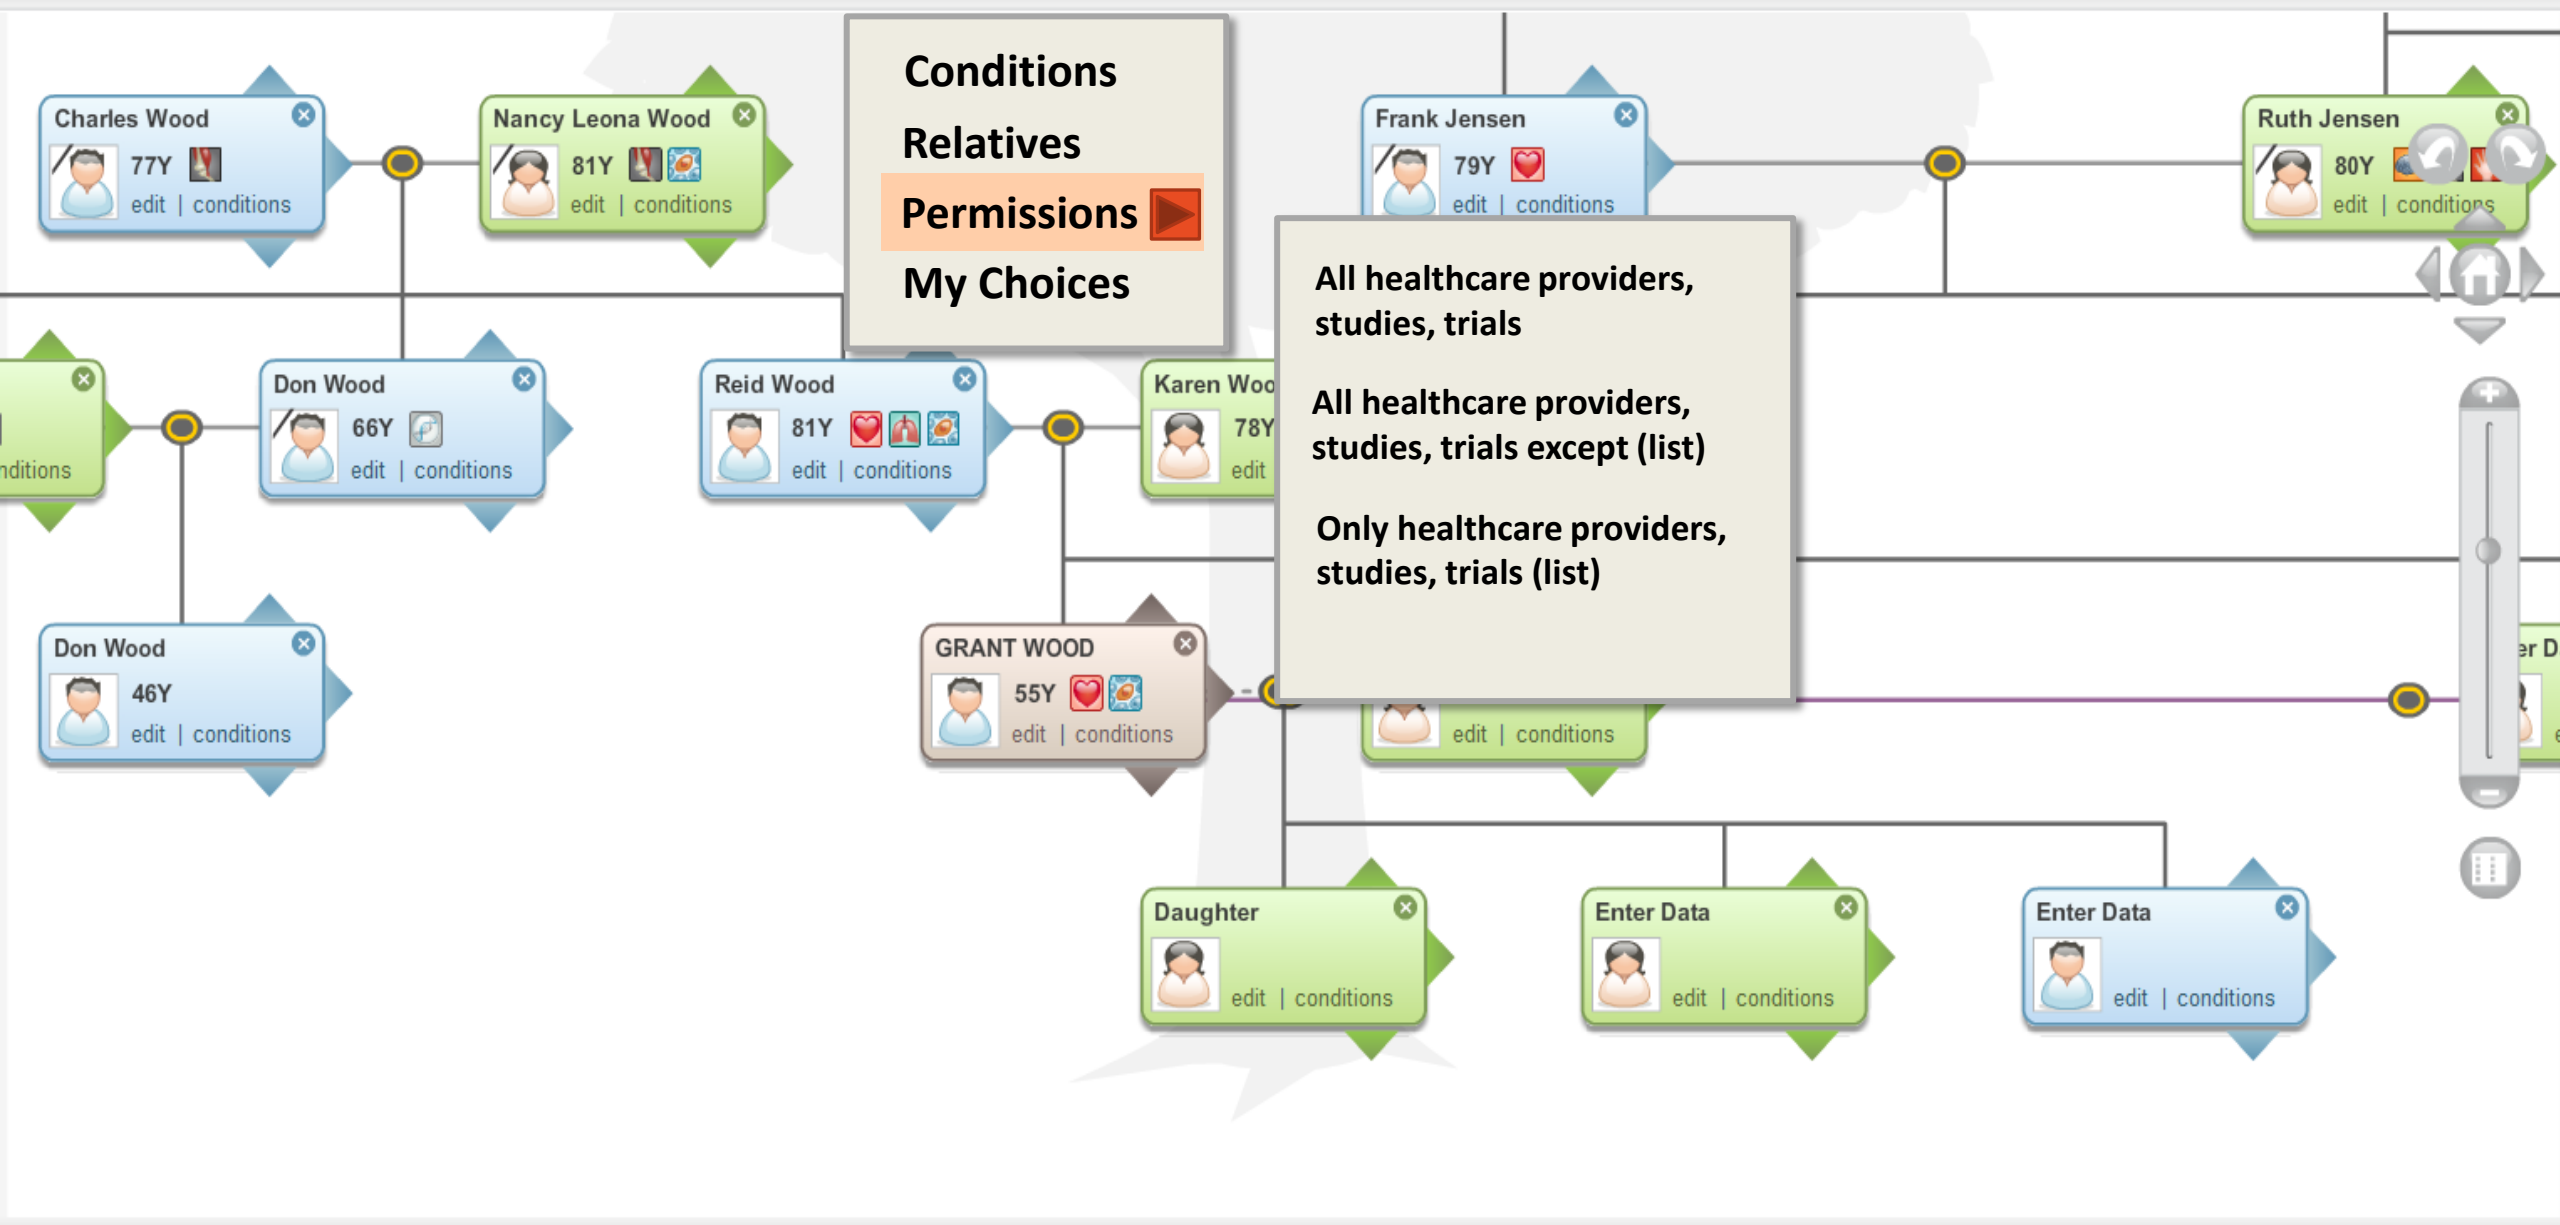 Conditions
Relatives
Permissions
My Choices
All healthcare providers,
studies, trials
All healthcare providers,
studies, trials except (list)
Only healthcare providers,
studies, trials (list)
Charles Wood
77Y
edit | conditions
Nancy Leona Wood
81Y
edit | conditions
Frank Jensen
79Y
edit | conditions
Ruth Jensen
80Y
edit | conditions
Don Wood
66Y
edit | conditions
Reid Wood
81Y
edit | conditions
Karen
78Y
edit
Don Wood
46Y
edit | conditions
GRANT WOOD
55Y
edit | conditions
edit | conditions
Daughter
edit | conditions
Enter Data
edit | conditions
Enter Data
edit | conditions